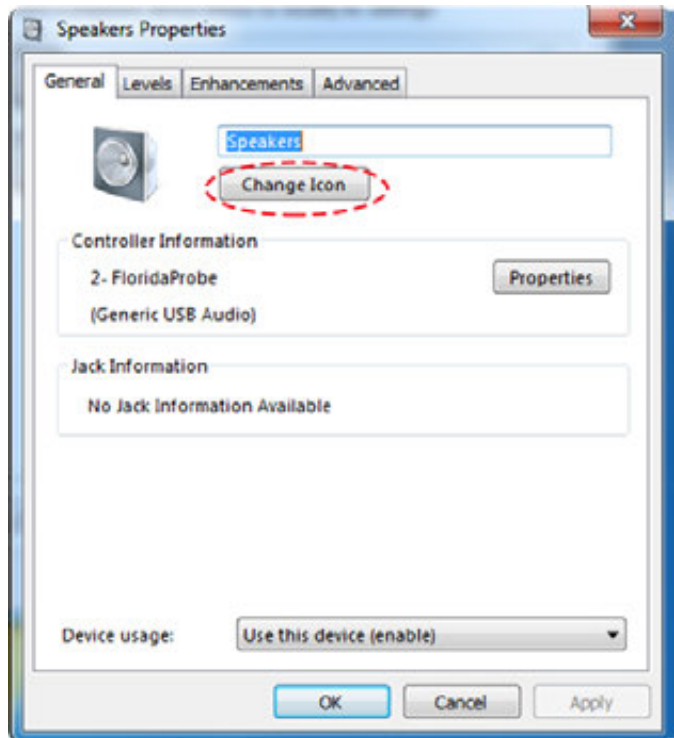 Speakers Properties
General Levels Enhancements Advanced
Speakers
Change Icon
Controller Information
2- FloridaProbe
Properties
(Generic USB Audio)
Jack Information
No Jack Information Available
Device usage: Use this device (enable)
OK Cancel Apply